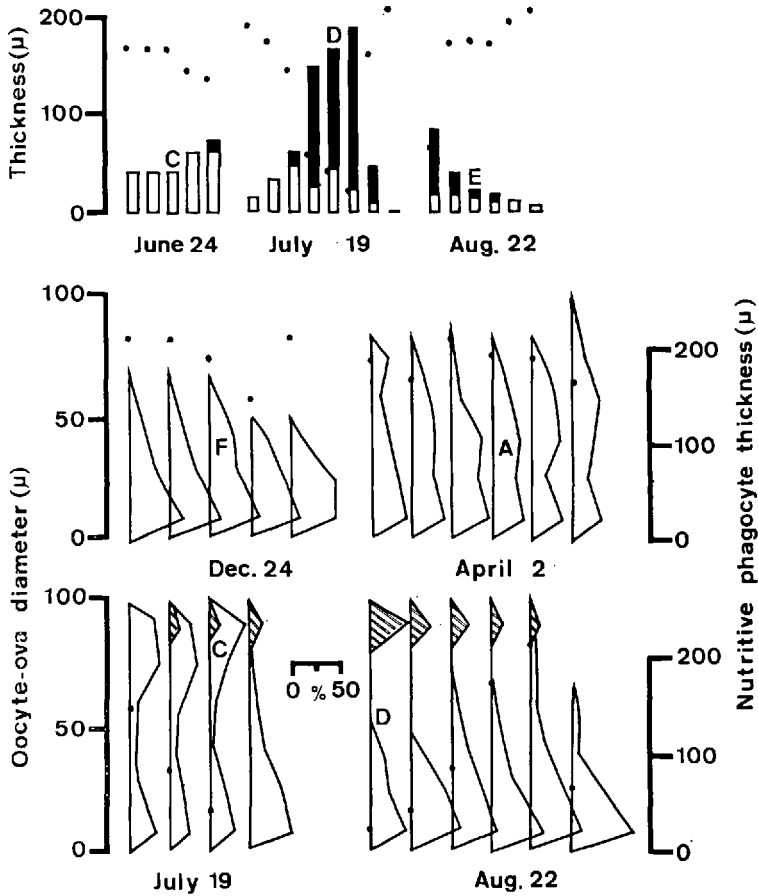 Thickness (μ)
200
100
0
C
D
E
June 24
July 19
Aug. 22
Oocyte-ova diameter (μ)
100
50
0
F
A
200
100
0
Nutritive phagocyte thickness (μ)
Dec. 24
April 2
100
50
0
C
0 % 50
D
200
100
0
July 19
Aug. 22